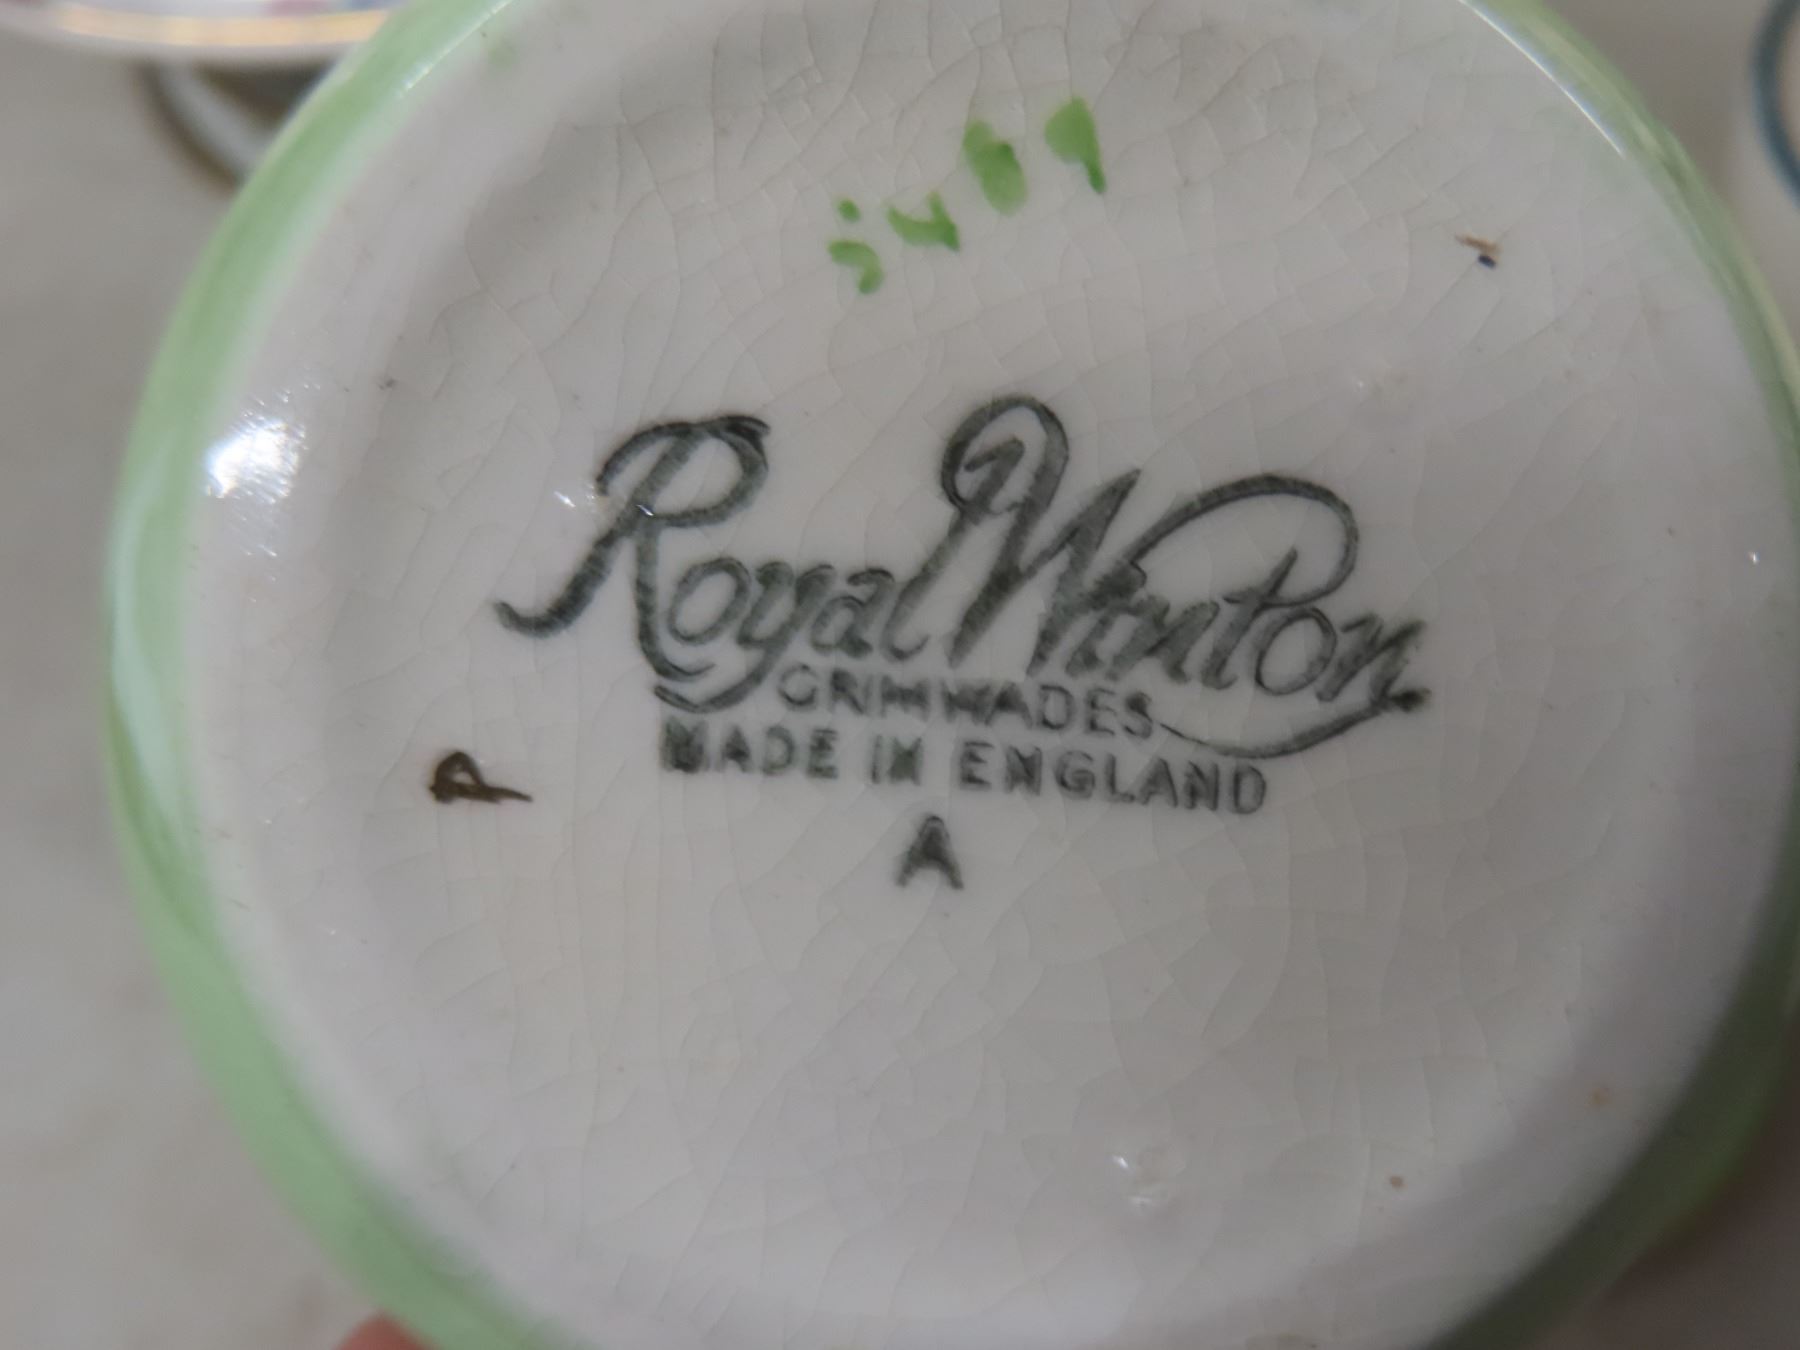 Royal Winton
GRIMWADES
MADE IN ENGLAND
A